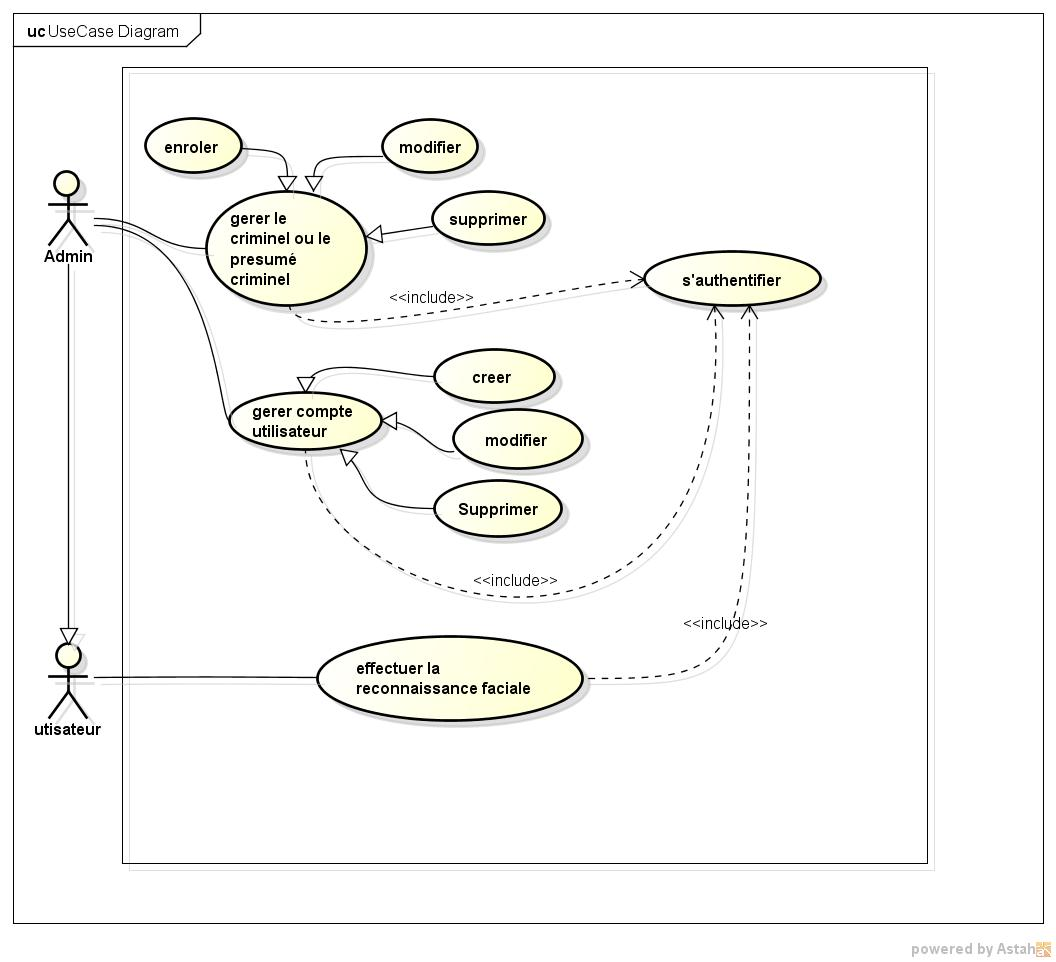 uc UseCase Diagram
enroler
modifier
gerer le
criminel ou le
presumé
criminel
supprimer
Admin
s'authentifier
<<include>>
creer
gerer compte
utilisateur
modifier
Supprimer
<<include>>
<<include>>
effectuer la
reconnaissance faciale
utisateur
powered by Astah